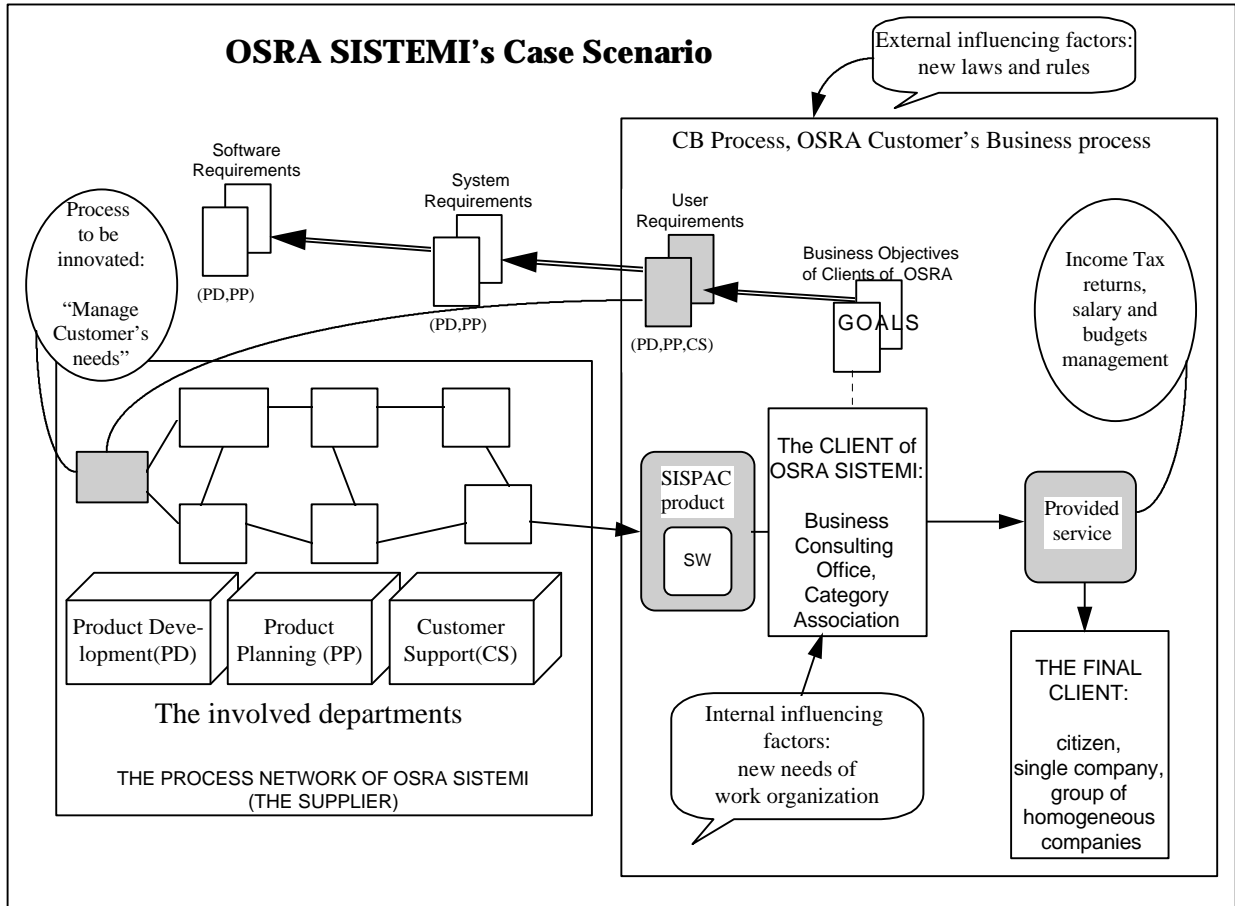 OSRA SISTEMI's Case Scenario
External influencing factors:
new laws and rules
CB Process, OSRA Customer's Business process
Software
Requirements
(PD,PP)
System
Requirements
(PD,PP)
User
Requirements
(PD,PP,CS)
Business Objectives
of Clients of OSRA
GOALS
Process
to be
innovated:
“Manage
Customer's
needs”
Income Tax
returns,
salary and
budgets
management
SISPAC
product
SW
The CLIENT of
OSRA SISTEMI:
Business
Consulting
Office,
Category
Association
Provided
service
Product Deve-
lopment(PD)
Product
Planning (PP)
Customer
Support(CS)
The involved departments
THE PROCESS NETWORK OF OSRA SISTEMI
(THE SUPPLIER)
Internal influencing
factors:
new needs of
work organization
THE FINAL
CLIENT:
citizen,
single company,
group of
homogeneous
companies